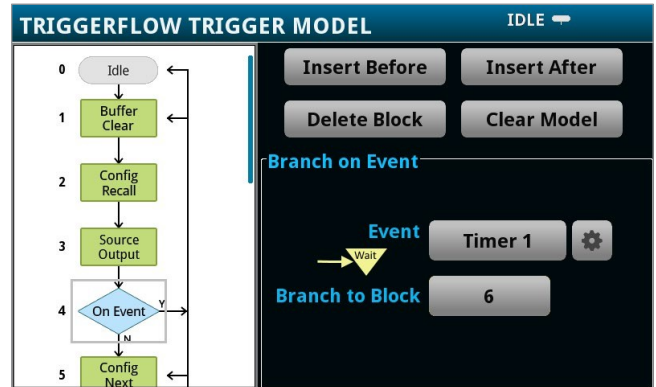 TRIGGERFLOW TRIGGER MODEL
IDLE
0 Idle
1 Buffer
Clear
2 Config
Recall
3 Source
Output
4 On Event Y
N
5 Config
Next
Insert Before Insert After
Delete Block Clear Model
Branch on Event
Event Timer 1
Wait
Branch to Block 6